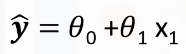 ŷ = θ₀ +θ₁ x₁